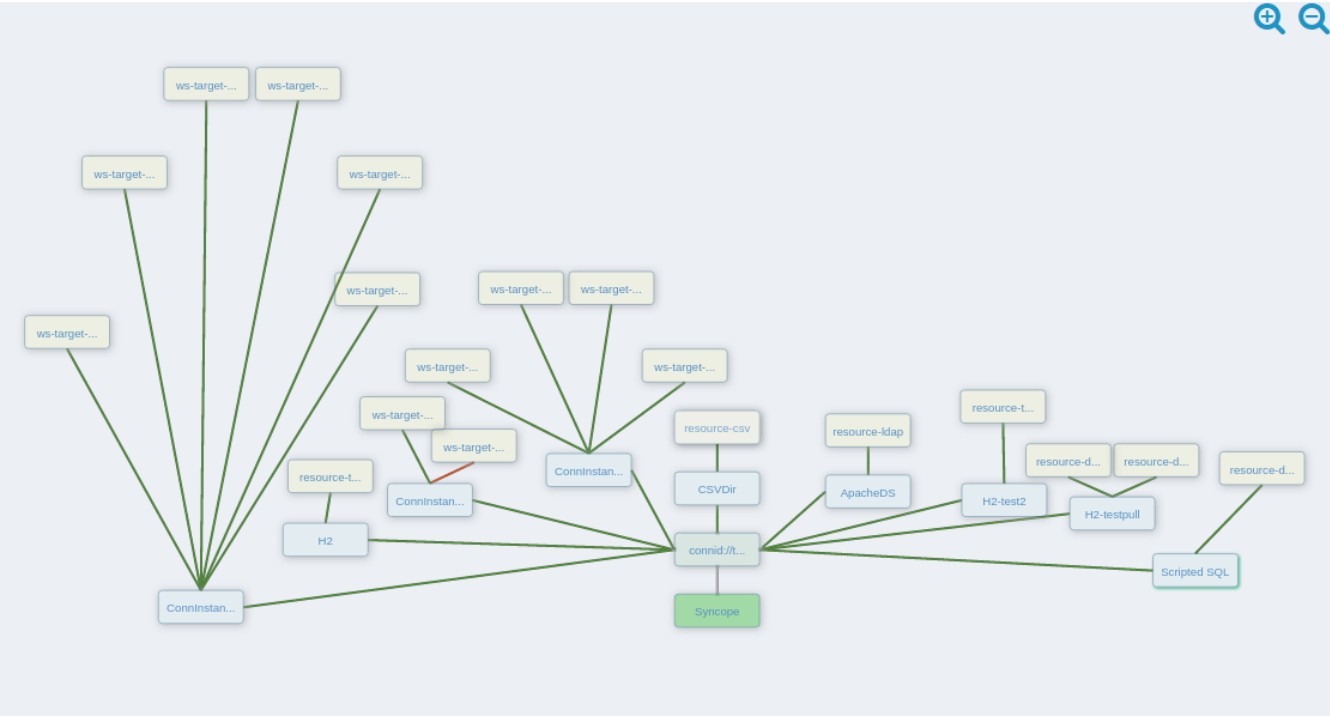 ws-target-...
ws-target-...
ws-target-...
ws-target-...
ws-target-...
ws-target-...
ws-target-...
ws-target-...
ws-target-...
ws-target-...
ws-target-...
ws-target-...
resource-t...
resource-csv
resource-ldap
ws-target-...
resource-d...
resource-d...
resource-d...
ConnInstan...
resource-t...
CSVDir
ApacheDS
ConnInstan...
H2-test2
H2-testpull
H2
connid://t...
Scripted SQL
ConnInstan...
Syncope